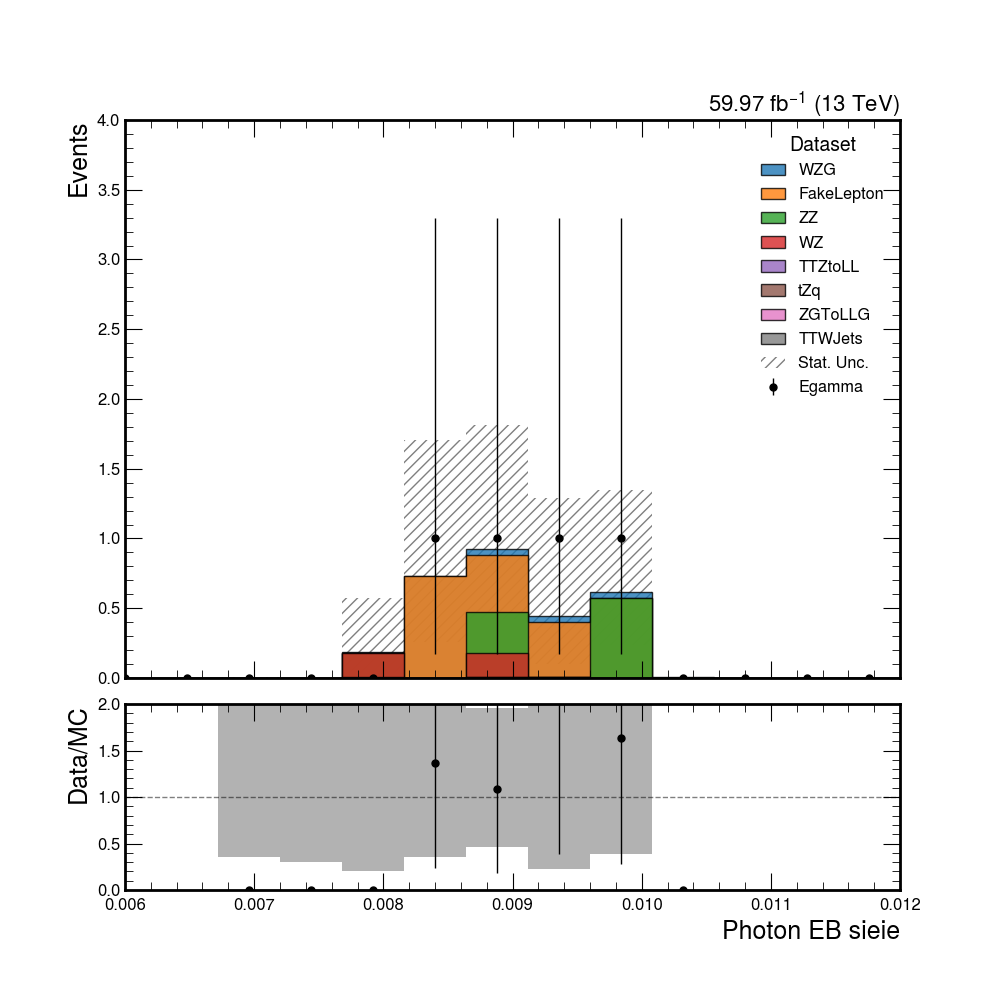 59.97 fb⁻¹ (13 TeV)
Events
4.0
3.5
3.0
2.5
2.0
1.5
1.0
0.5
0.0
Dataset
WZG
FakeLepton
ZZ
WZ
TTZtoLL
tZq
ZGToLLG
TTWJets
Stat. Unc.
Egamma
Data/MC
2.0
1.5
1.0
0.5
0.0
0.006 0.007 0.008 0.009 0.010 0.011 0.012
Photon EB sieie